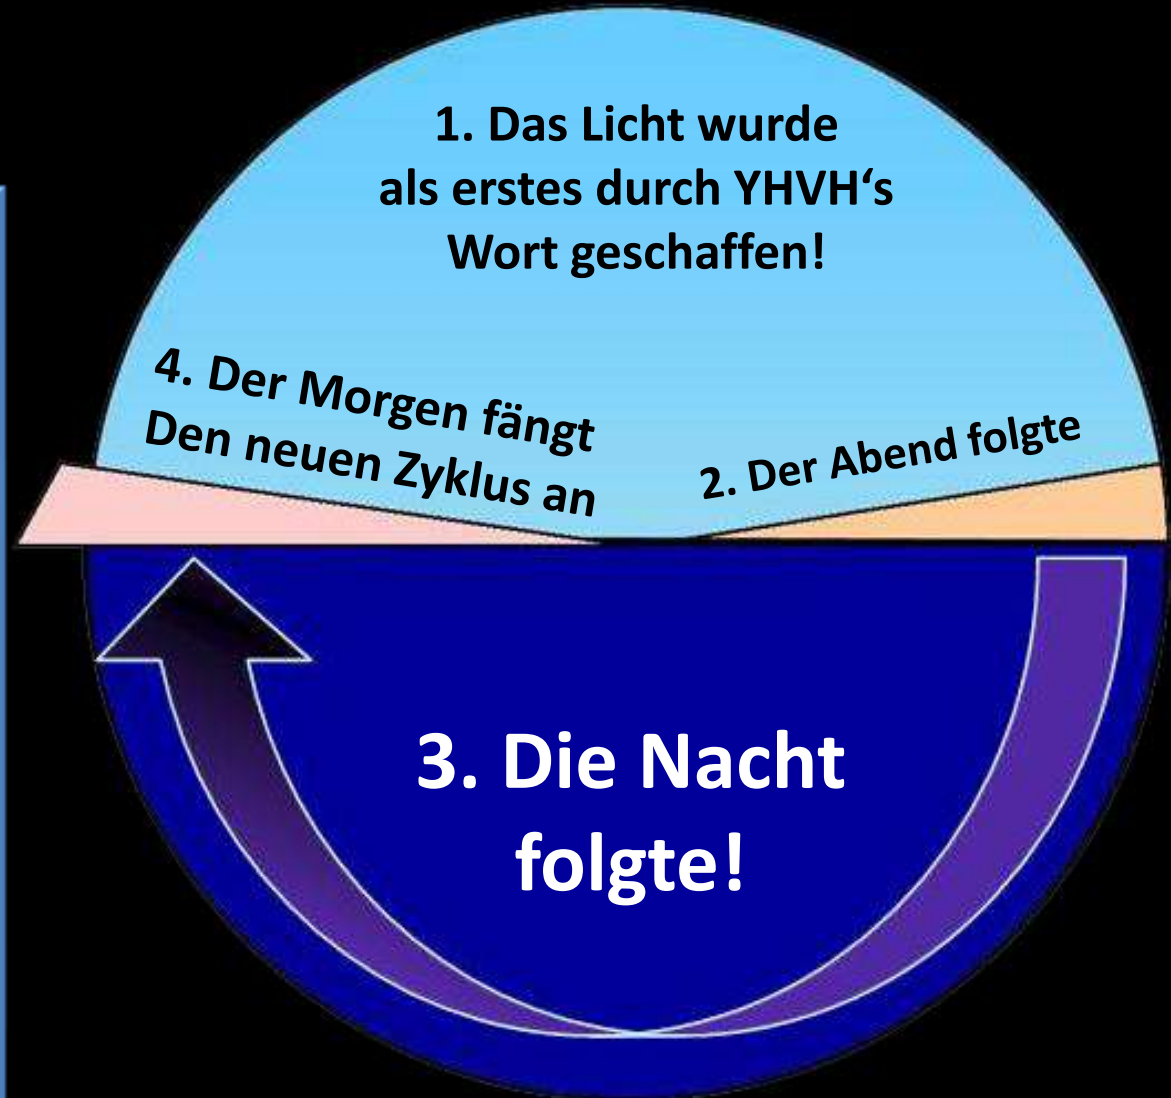 1. Das Licht wurde
als erstes durch YHVH‘s
Wort geschaffen!
2. Der Abend folgte
3. Die Nacht
folgte!
4. Der Morgen fängt
Den neuen Zyklus an